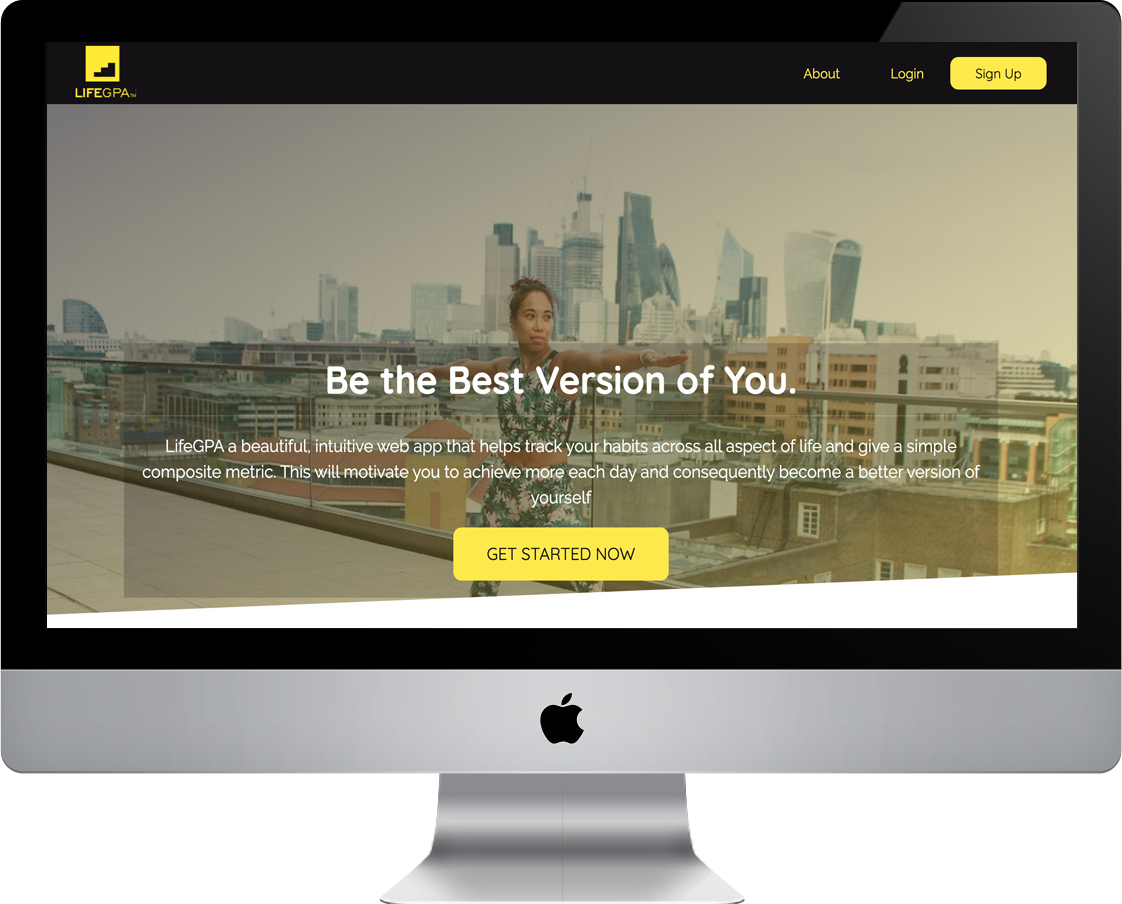 About
Login
Sign Up
LIFEGPA™
Be the Best Version of You.
LifeGPA a beautiful, intuitive web app that helps track your habits across all aspect of life and give a simple
composite metric. This will motivate you to achieve more each day and consequently become a better version of
yourself
GET STARTED NOW